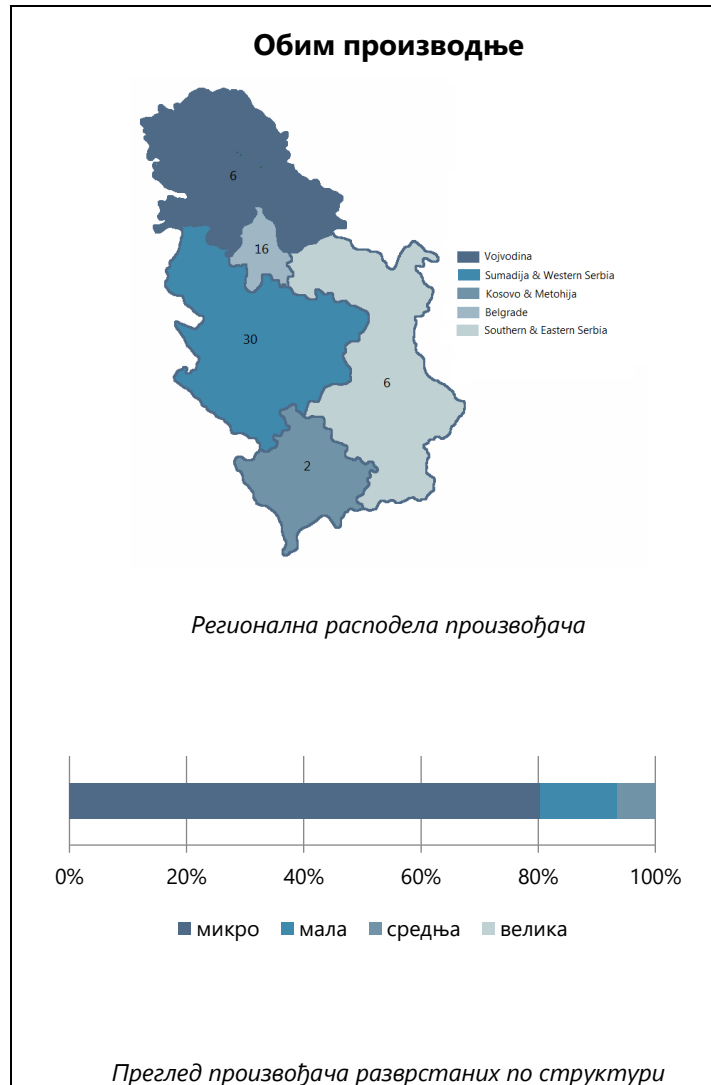 Обим производње
6
16
30
6
2
Vojvodina
Sumadija & Western Serbia
Kosovo & Metohija
Belgrade
Southern & Eastern Serbia
Регионална расподела произвођача
0% 20% 40% 60% 80% 100%
микро мала средња велика
Преглед произвођача разврстаних по структури